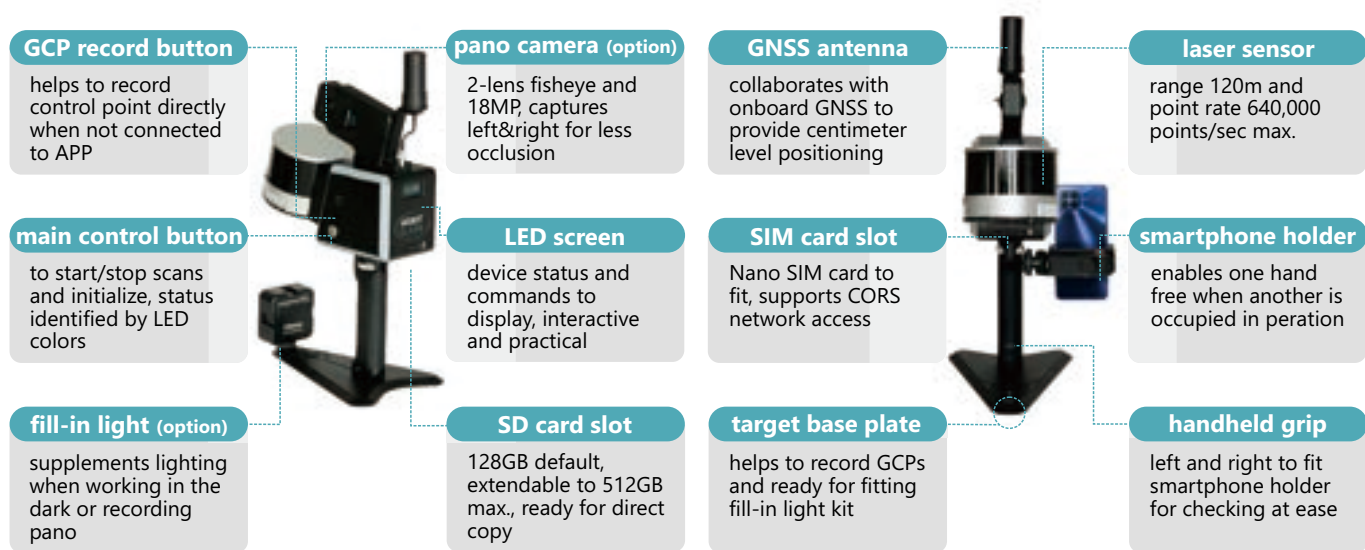 GCP record button
helps to record
control point directly
when not connected
to APP
pano camera (option)
2-lens fisheye and
18MP, captures
left&right for less
occlusion
GNSS antenna
collaborates with
onboard GNSS to
provide centimeter
level positioning
laser sensor
range 120m and
point rate 640,000
points/sec max.
main control button
to start/stop scans
and initialize, status
identified by LED
colors
LED screen
device status and
commands to
display, interactive
and practical
SIM card slot
Nano SIM card to
fit, supports CORS
network access
smartphone holder
enables one hand
free when another is
occupied in peration
fill-in light (option)
supplements lighting
when working in the
dark or recording
pano
SD card slot
128GB default,
extendable to 512GB
max., ready for direct
copy
target base plate
helps to record GCPs
and ready for fitting
fill-in light kit
handheld grip
left and right to fit
smartphone holder
for checking at ease